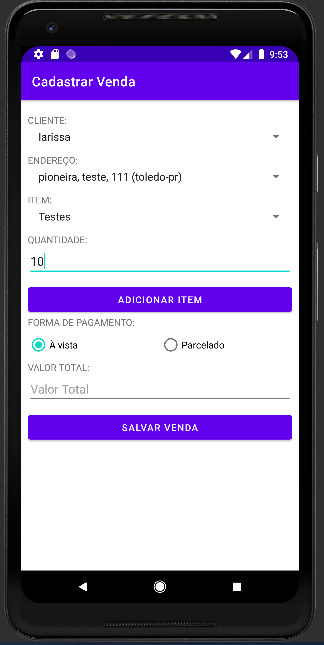 9:53
Cadastrar Venda
CLIENTE:
larissa
ENDEREÇO:
pioneira, teste, 111 (toledo-pr)
ITEM:
Testes
QUANTIDADE:
10
ADICIONAR ITEM
FORMA DE PAGAMENTO:
À vista Parcelado
VALOR TOTAL:
Valor Total
SALVAR VENDA